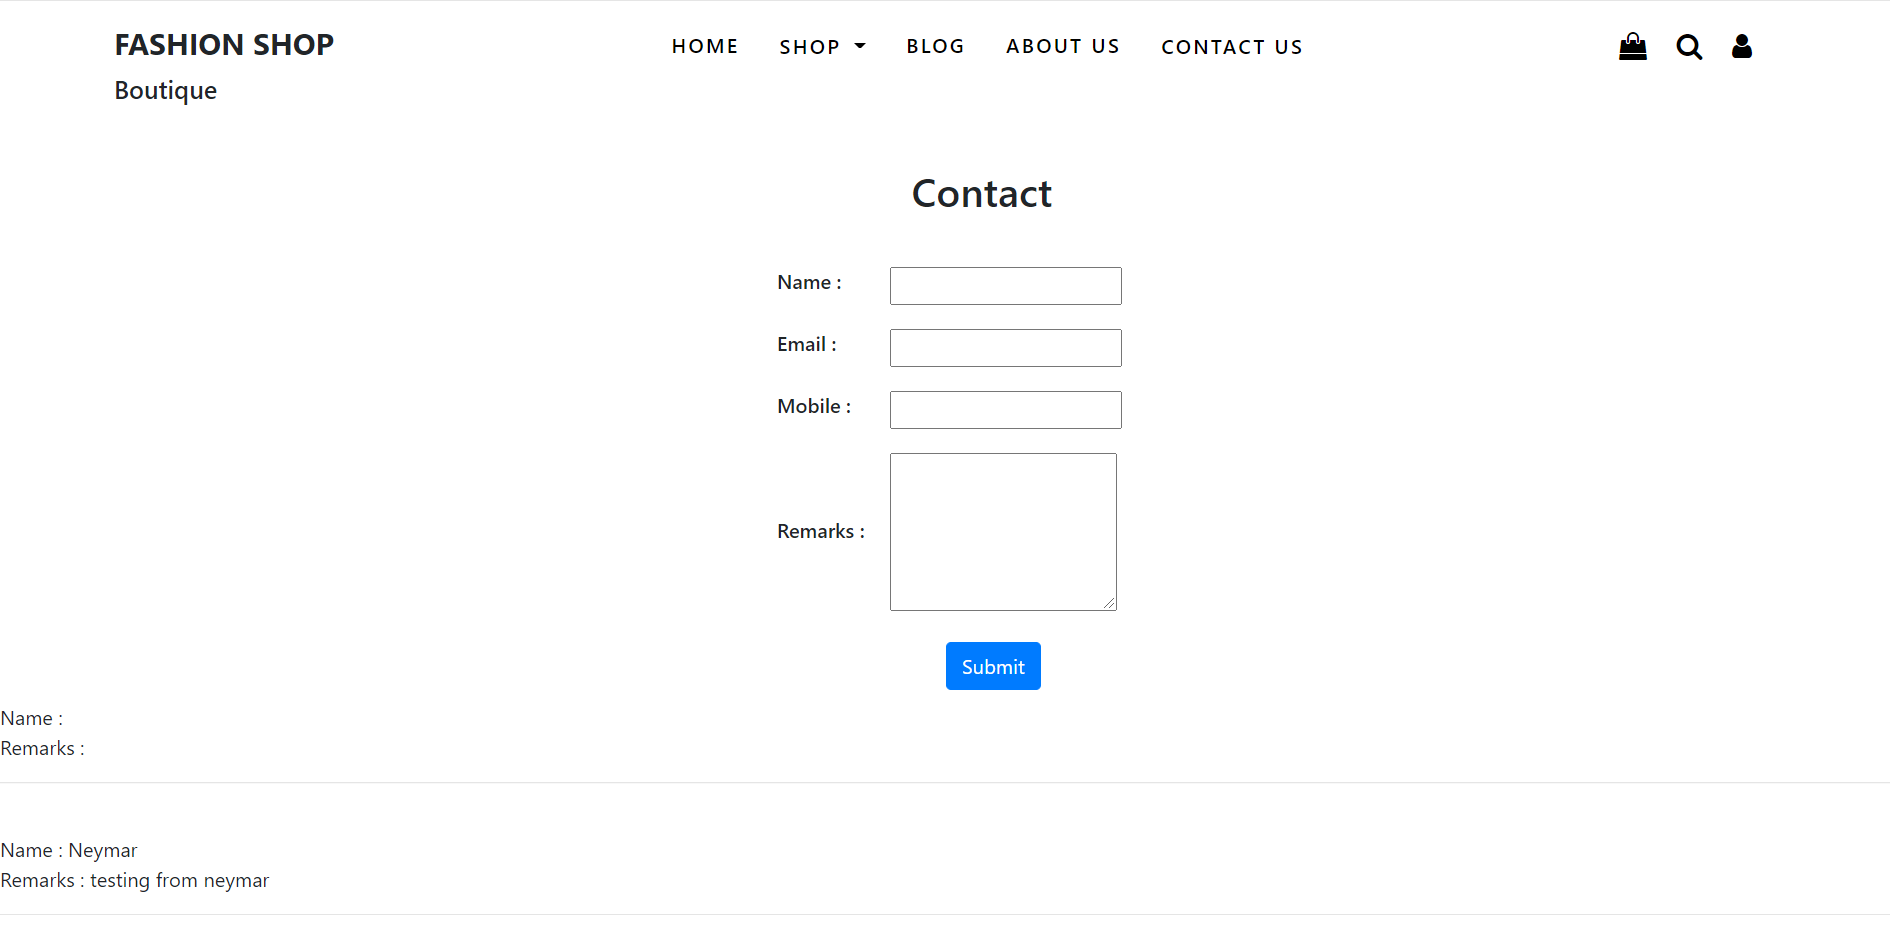 FASHION SHOP
Boutique
HOME SHOP BLOG ABOUT US CONTACT US
Contact
Name :
Email :
Mobile :
Remarks :
Submit
Name :
Remarks :
Name : Neymar
Remarks : testing from neymar